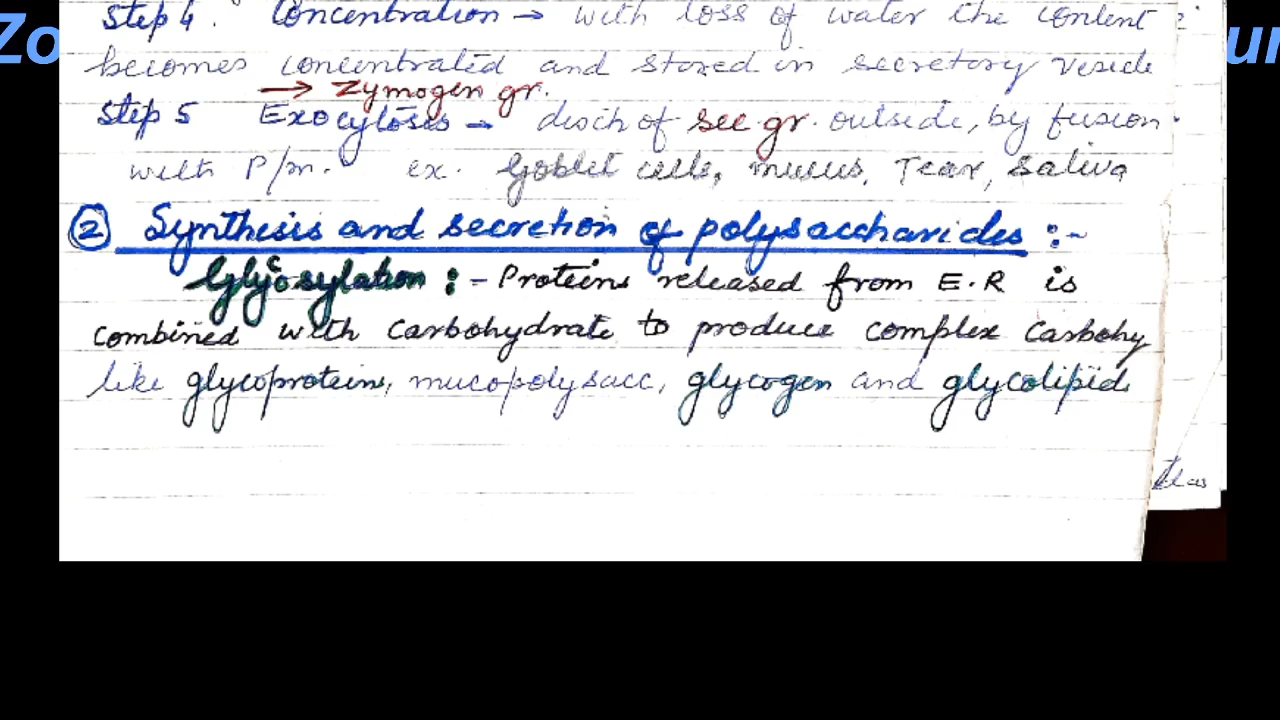 Zo
ur
Step 4. Concentration → with loss of water the content
becomes concentrated and stored in secretory vesicle
→ Zymogen gr.
Step 5 Exocytosis → disch of sec gr. outside, by fusion
with P/m. ex. Goblet cells, mucus, Tear, Saliva
② Synthesis and secretion of polysaccharides :-
Glycosylation :- Proteins released from E.R is
combined with carbohydrate to produce complex carbohy
like glycoproteins, mucopolysacc, glycogen and glycolipids